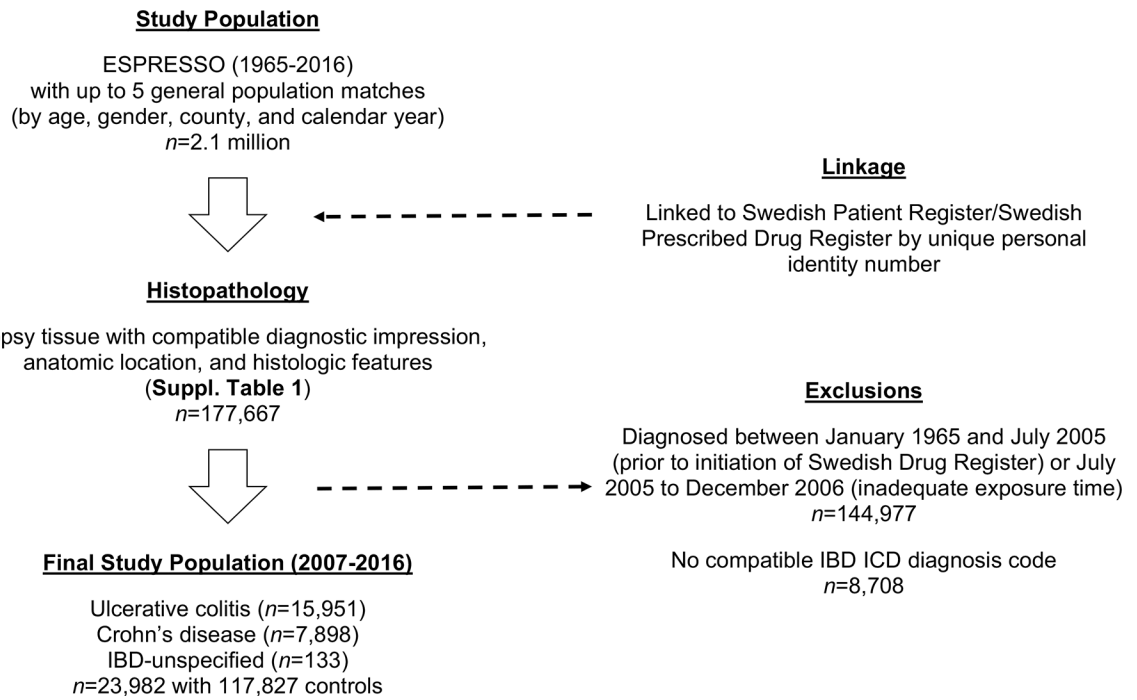 Study Population
ESPRESSO (1965-2016)
with up to 5 general population matches
(by age, gender, county, and calendar year)
n=2.1 million
Linkage
Linked to Swedish Patient Register/Swedish
Prescribed Drug Register by unique personal
identity number
Histopathology
psy tissue with compatible diagnostic impression,
anatomic location, and histologic features
(Suppl. Table 1)
n=177,667
Exclusions
Diagnosed between January 1965 and July 2005
(prior to initiation of Swedish Drug Register) or July
2005 to December 2006 (inadequate exposure time)
n=144,977
No compatible IBD ICD diagnosis code
n=8,708
Final Study Population (2007-2016)
Ulcerative colitis (n=15,951)
Crohn's disease (n=7,898)
IBD-unspecified (n=133)
n=23,982 with 117,827 controls